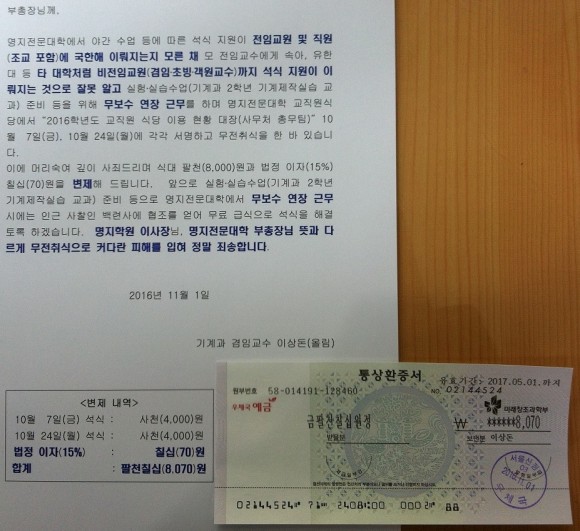 부총장님께,
명지전문대학에서 야간 수업 등에 따른 석식 지원이 전임교원 및 직원
(조교 포함)에 국한해 이뤄지는지 모른 채 모 전임교수에게 속아, 유한
대 등 타 대학처럼 비전임교원(겸임·초빙·객원교수)까지 석식 지원이 이
뤄지는 것으로 잘못 알고 실험·실습수업(기계과 2학년 기계제작실습 교
과) 준비 등을 위해 무보수 연장 근무를 하며 명지전문대학 교직원식
당에서 "2016학년도 교직원 식당 이용 현황 대장(사무처 총무팀)" 10
월 7일(금), 10월 24일(월)에 각각 서명하고 무전취식을 한 바 있습니
다.
이에 머리숙여 깊이 사죄드리며 식대 팔천(8,000)원과 법정 이자(15%)
칠십(70)원을 변제해 드립니다. 앞으로 실험·실습수업(기계과 2학년
기계제작실습 교과) 준비 등으로 명지전문대학에서 무보수 연장 근무
시에는 인근 사찰인 백련사에 협조를 얻어 무료 급식으로 석식을 해결
토록 하겠습니다. 명지학원 이사장님, 명지전문대학 부총장님 뜻과 다
르게 무전취식으로 커다란 피해를 입혀 정말 죄송합니다.
2016년 11월 1일
기계과 겸임교수 이상돈(올림)
<변제 내역>
10월 7일(금) 석식 : 사천(4,000)원
10월 24일(월) 석식 : 사천(4,000)원
법정 이자(15%) : 칠십(70)원
합계 : 팔천칠십(8,070)원
통상환증서
유효기간: 2017.05.01.까지
원부번호 58-014191-128460
NO. 02144524
우체국 예금
미래창조과학부
금팔천칠십원정
₩ ******8,070
받는분
보낸분 이상돈
2016.11.01
우체국
02144524 71 2408100 0002 88